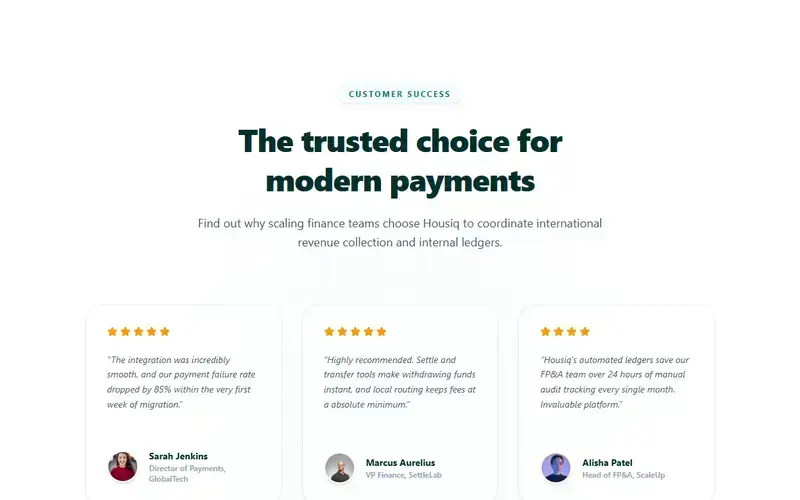 CUSTOMER SUCCESS
The trusted choice for
modern payments
Find out why scaling finance teams choose Housiq to coordinate international
revenue collection and internal ledgers.
"The integration was incredibly
smooth, and our payment failure rate
dropped by 85% within the very first
week of migration."
Sarah Jenkins
Director of Payments,
GlobalTech
"Highly recommended. Settle and
transfer tools make withdrawing funds
instant, and local routing keeps fees at
a absolute minimum."
Marcus Aurelius
VP Finance, SettleLab
"Housiq's automated ledgers save our
FP&A team over 24 hours of manual
audit tracking every single month.
Invaluable platform."
Alisha Patel
Head of FP&A, ScaleUp